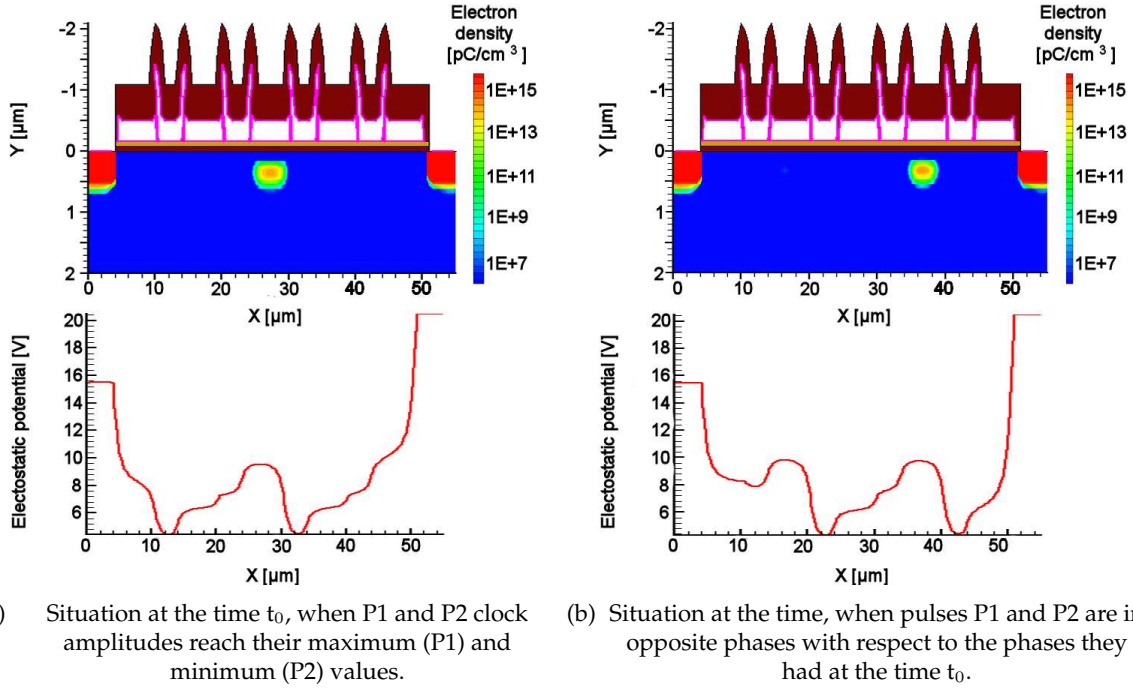 Electron
density
[pC/cm³]
Y [µm]
-2
-1
0
1
2
1E+15
1E+13
1E+11
1E+9
1E+7
0 10 20 30 40 50
X [µm]
Electostatic potential [V]
20
18
16
14
12
10
8
6
0 10 20 30 40 50
X [µm]
)
Situation at the time t₀, when P1 and P2 clock
amplitudes reach their maximum (P1) and
minimum (P2) values.
Electron
density
[pC/cm³]
Y [µm]
-2
-1
0
1
2
1E+15
1E+13
1E+11
1E+9
1E+7
0 10 20 30 40 50
X [µm]
Electostatic potential [V]
20
18
16
14
12
10
8
6
0 10 20 30 40 50
X [µm]
(b) Situation at the time, when pulses P1 and P2 are in
opposite phases with respect to the phases they
had at the time t₀.